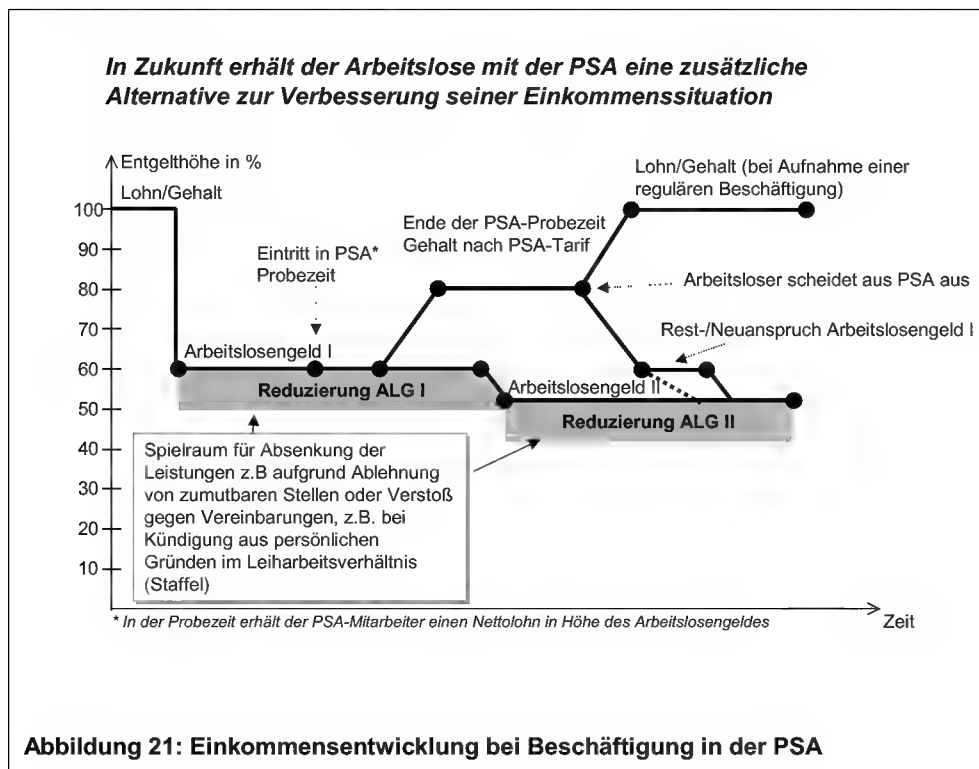 In Zukunft erhält der Arbeitslose mit der PSA eine zusätzliche
Alternative zur Verbesserung seiner Einkommenssituation
Entgelthöhe in %
Lohn/Gehalt
100
90
80
70
60
50
40
30
20
10
Eintritt in PSA*
Probezeit
Ende der PSA-Probezeit
Gehalt nach PSA-Tarif
Lohn/Gehalt (bei Aufnahme einer
regulären Beschäftigung)
Arbeitsloser scheidet aus PSA aus
Rest-/Neuanspruch Arbeitslosengeld I
Arbeitslosengeld I
Reduzierung ALG I
Arbeitslosengeld II
Reduzierung ALG II
Spielraum für Absenkung der
Leistungen z.B aufgrund Ablehnung
von zumutbaren Stellen oder Verstoß
gegen Vereinbarungen, z.B. bei
Kündigung aus persönlichen
Gründen im Leiharbeitsverhältnis
(Staffel)
Zeit
* In der Probezeit erhält der PSA-Mitarbeiter einen Nettolohn in Höhe des Arbeitslosengeldes
Abbildung 21: Einkommensentwicklung bei Beschäftigung in der PSA